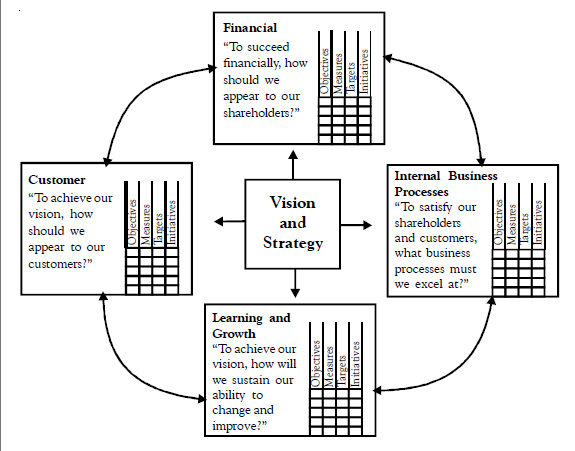 Financial
“To succeed
financially, how
should we
appear to our
shareholders?”
Objectives
Measures
Targets
Initiatives
Customer
“To achieve our
vision, how
should we
appear to our
customers?”
Objectives
Measures
Targets
Initiatives
Vision
and
Strategy
Internal Business
Processes
“To satisfy our
shareholders
and customers,
what business
processes must
we excel at?”
Objectives
Measures
Targets
Initiatives
Learning and
Growth
“To achieve our
vision, how will
we sustain our
ability to
change and
improve?”
Objectives
Measures
Targets
Initiatives